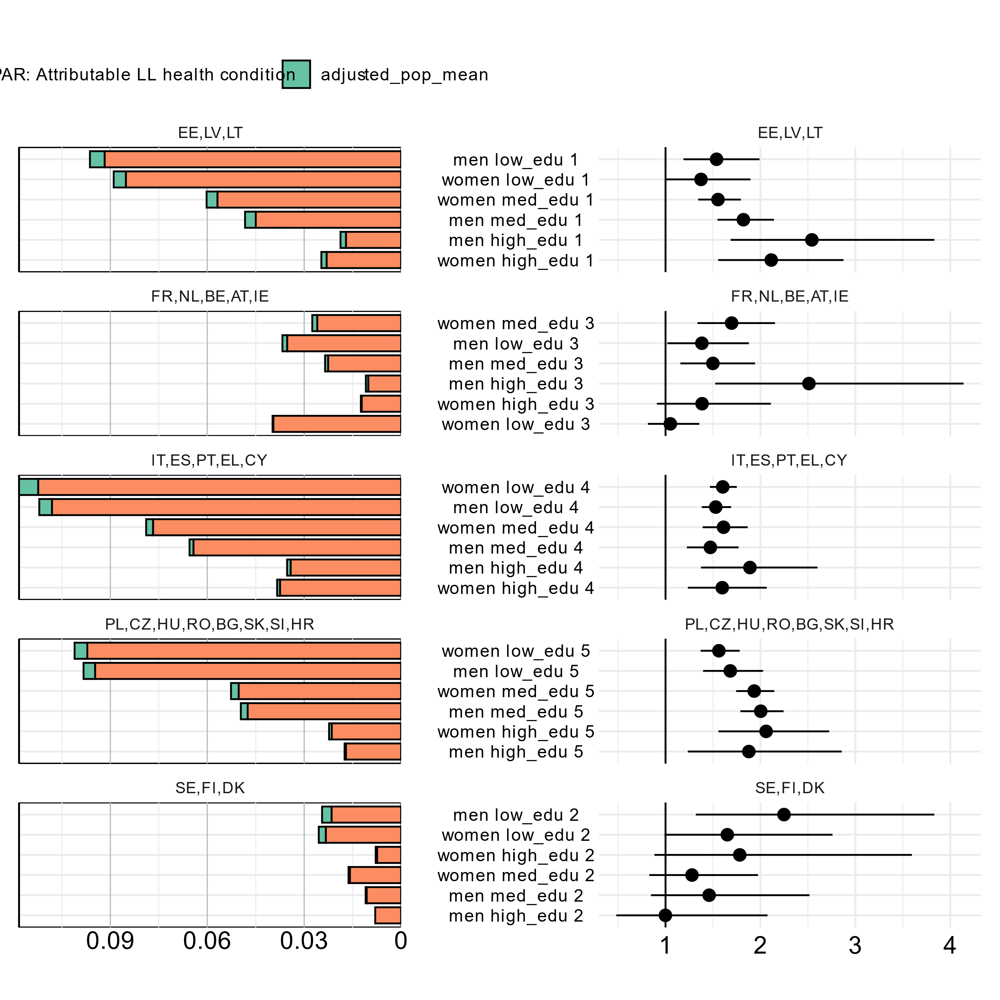 PAR: Attributable LL health condition adjusted_pop_mean
EE,LV,LT EE,LV,LT
men low_edu 1
women low_edu 1
women med_edu 1
men med_edu 1
men high_edu 1
women high_edu 1
FR,NL,BE,AT,IE FR,NL,BE,AT,IE
women med_edu 3
men low_edu 3
men med_edu 3
men high_edu 3
women high_edu 3
women low_edu 3
IT,ES,PT,EL,CY IT,ES,PT,EL,CY
women low_edu 4
men low_edu 4
women med_edu 4
men med_edu 4
men high_edu 4
women high_edu 4
PL,CZ,HU,RO,BG,SK,SI,HR PL,CZ,HU,RO,BG,SK,SI,HR
women low_edu 5
men low_edu 5
women med_edu 5
men med_edu 5
women high_edu 5
men high_edu 5
SE,FI,DK SE,FI,DK
men low_edu 2
women low_edu 2
women high_edu 2
women med_edu 2
men med_edu 2
men high_edu 2
0.09 0.06 0.03 0 1 2 3 4